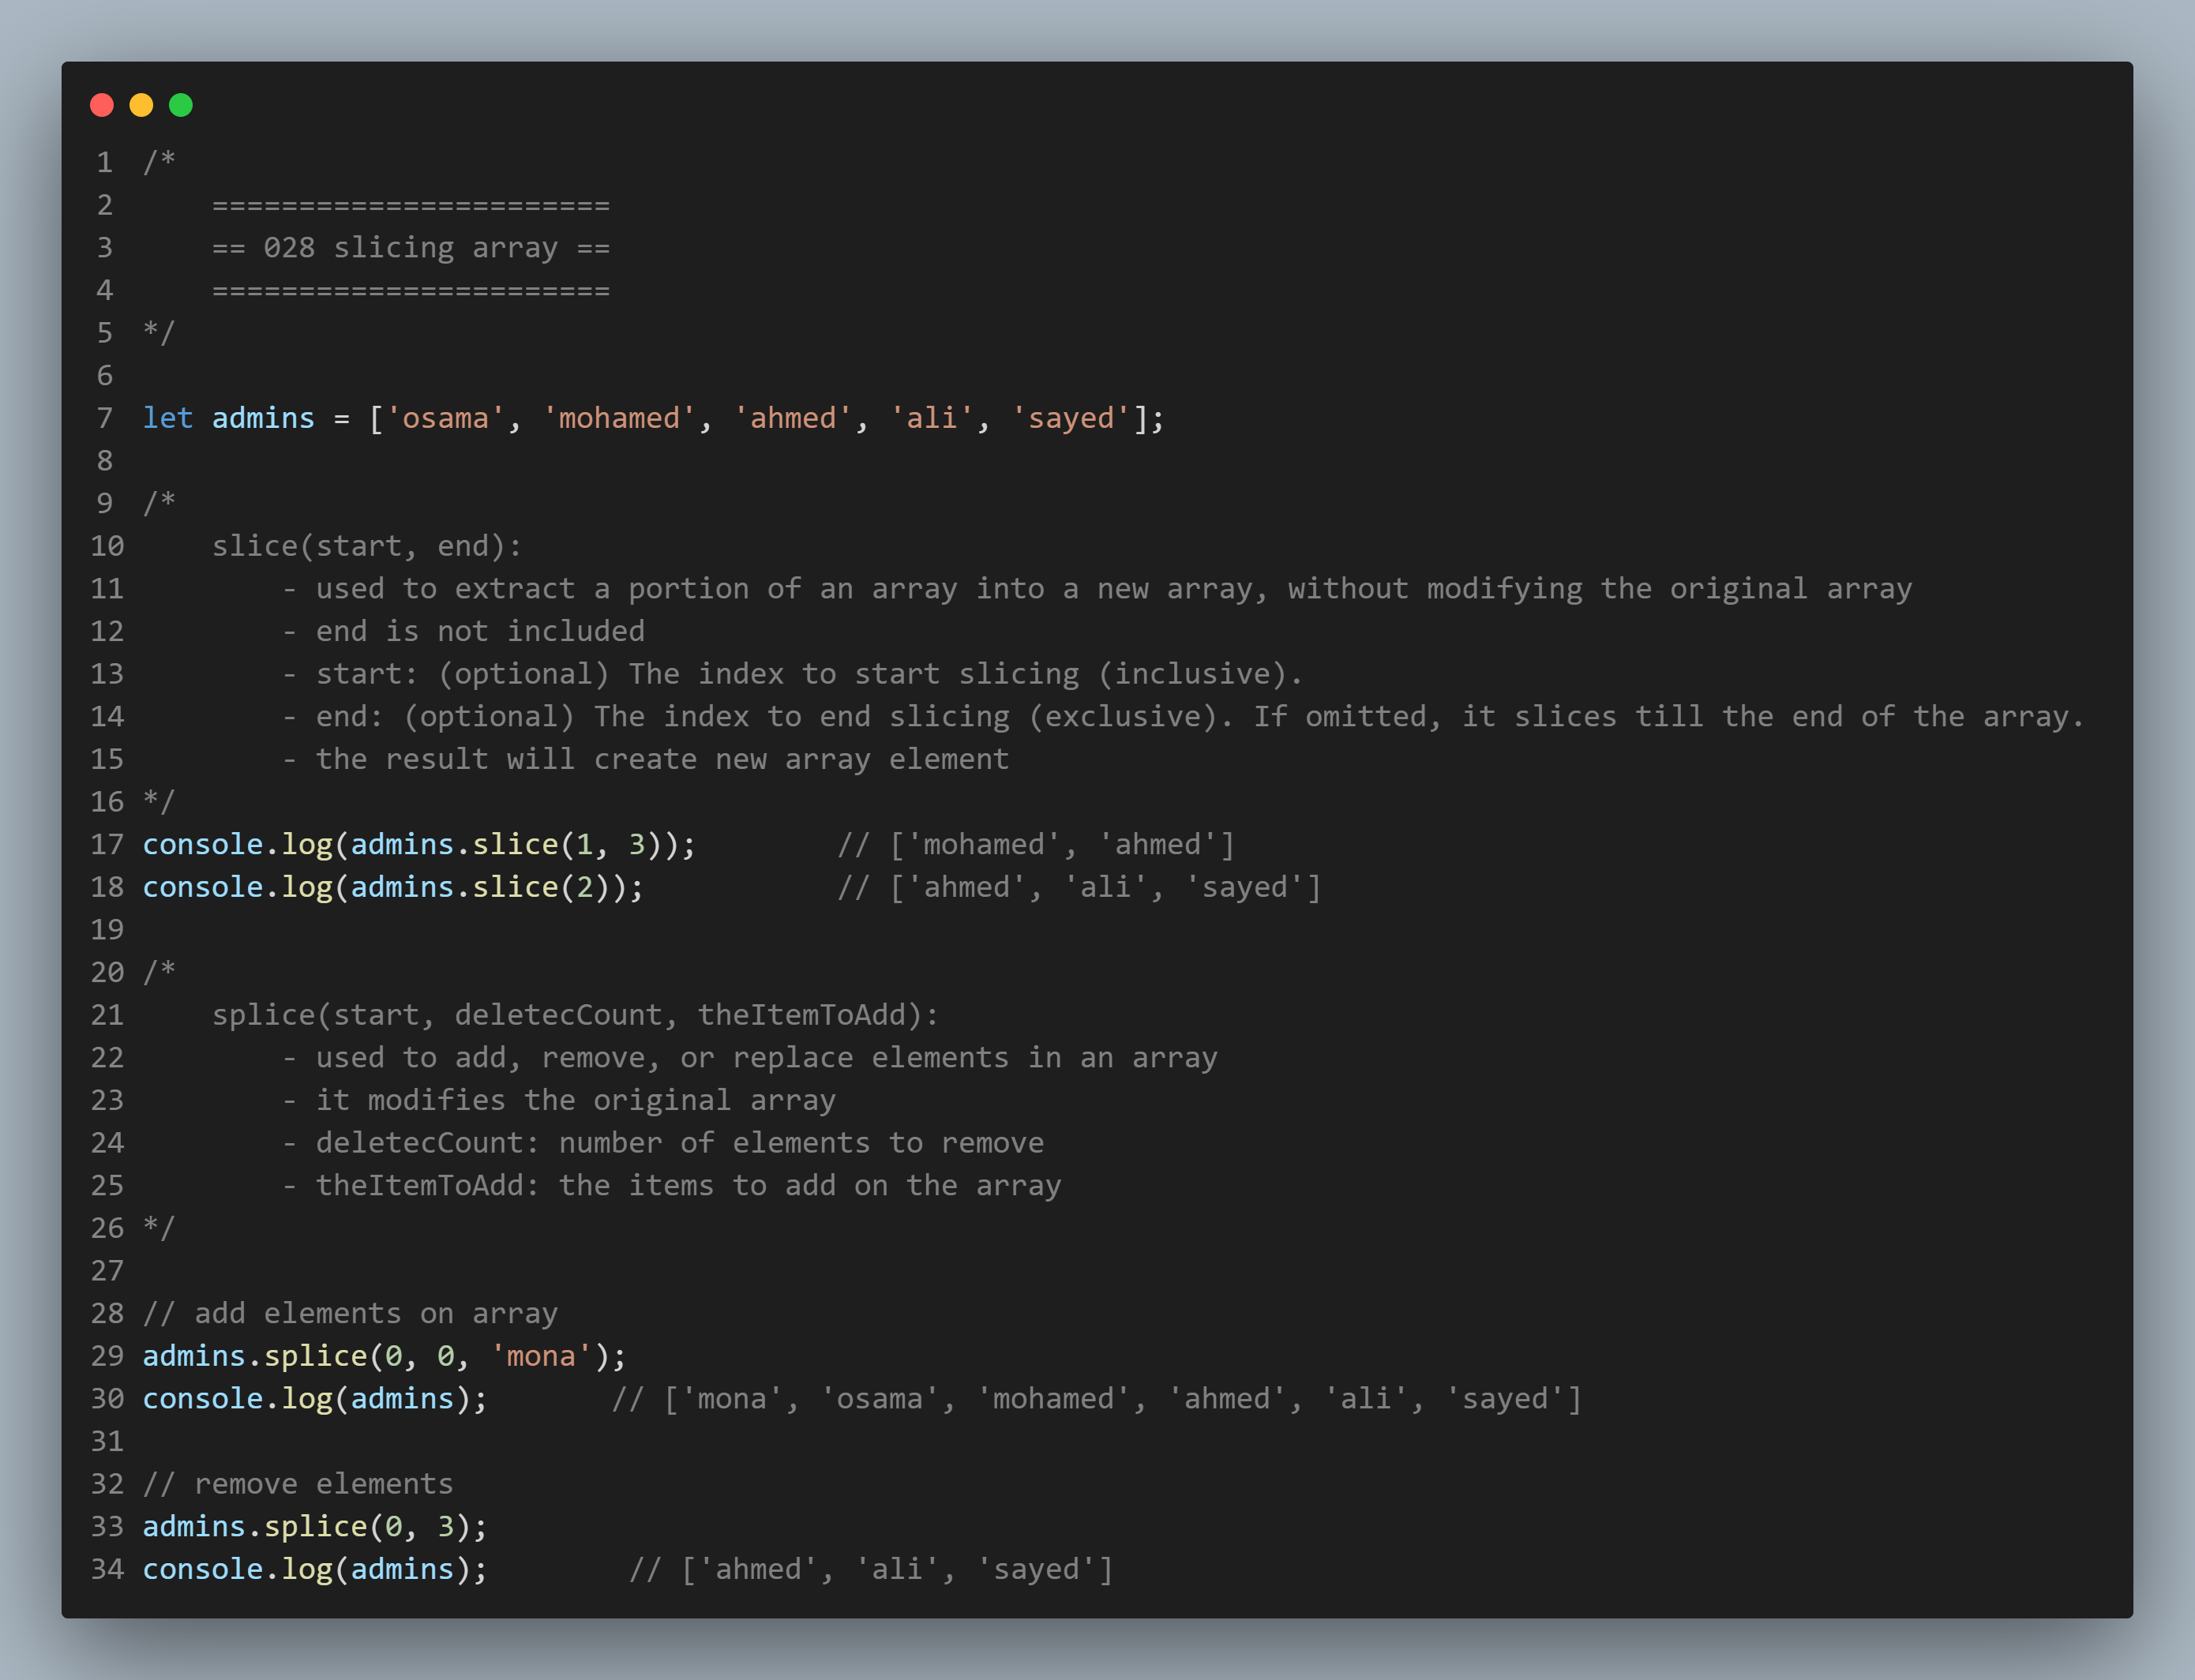 1 /*
2     =======================
3     == 028 slicing array ==
4     =======================
5 */
6
7 let admins = ['osama', 'mohamed', 'ahmed', 'ali', 'sayed'];
8
9 /*
10     slice(start, end):
11         - used to extract a portion of an array into a new array, without modifying the original array
12         - end is not included
13         - start: (optional) The index to start slicing (inclusive).
14         - end: (optional) The index to end slicing (exclusive). If omitted, it slices till the end of the array.
15         - the result will create new array element
16 */
17 console.log(admins.slice(1, 3));        // ['mohamed', 'ahmed']
18 console.log(admins.slice(2));           // ['ahmed', 'ali', 'sayed']
19
20 /*
21     splice(start, deletecCount, theItemToAdd):
22         - used to add, remove, or replace elements in an array
23         - it modifies the original array
24         - deletecCount: number of elements to remove
25         - theItemToAdd: the items to add on the array
26 */
27
28 // add elements on array
29 admins.splice(0, 0, 'mona');
30 console.log(admins);       // ['mona', 'osama', 'mohamed', 'ahmed', 'ali', 'sayed']
31
32 // remove elements
33 admins.splice(0, 3);
34 console.log(admins);        // ['ahmed', 'ali', 'sayed']